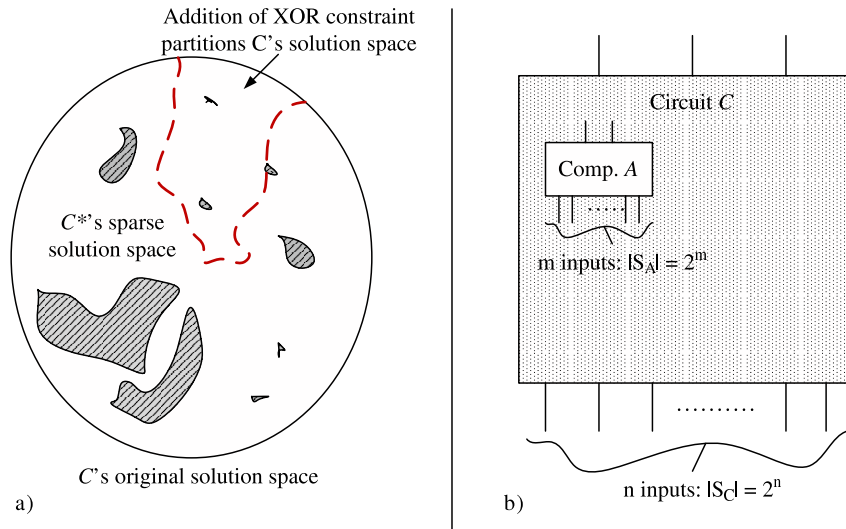 Addition of XOR constraint
partitions C's solution space
C*'s sparse
solution space
C's original solution space
a)
Circuit C
Comp. A
m inputs: |S_A| = 2^m
n inputs: |S_C| = 2^n
b)